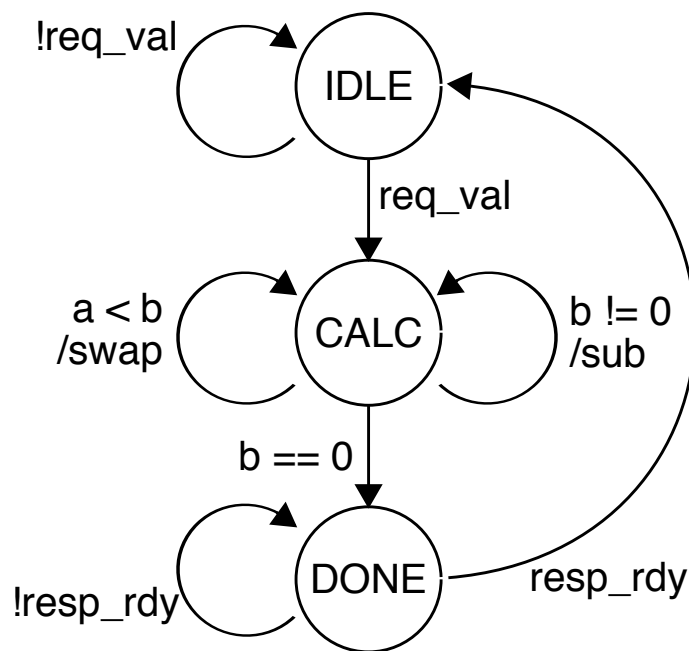 !req_val
IDLE
req_val
a < b
/swap
CALC
b != 0
/sub
b == 0
DONE
!resp_rdy
resp_rdy